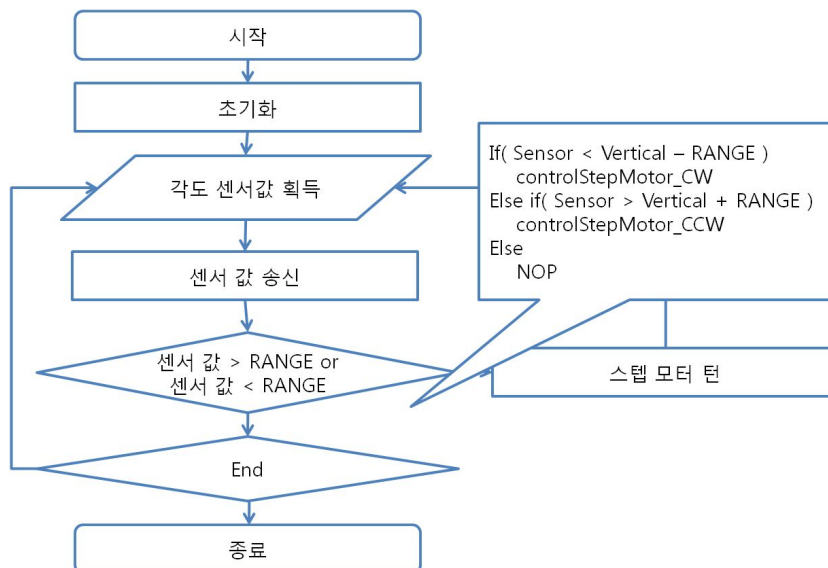 시작
초기화
각도 센서값 획득
센서 값 송신
센서 값 > RANGE or
센서 값 < RANGE
End
종료
If( Sensor < Vertical – RANGE )
controlStepMotor_CW
Else if( Sensor > Vertical + RANGE )
controlStepMotor_CCW
Else
NOP
스텝 모터 턴